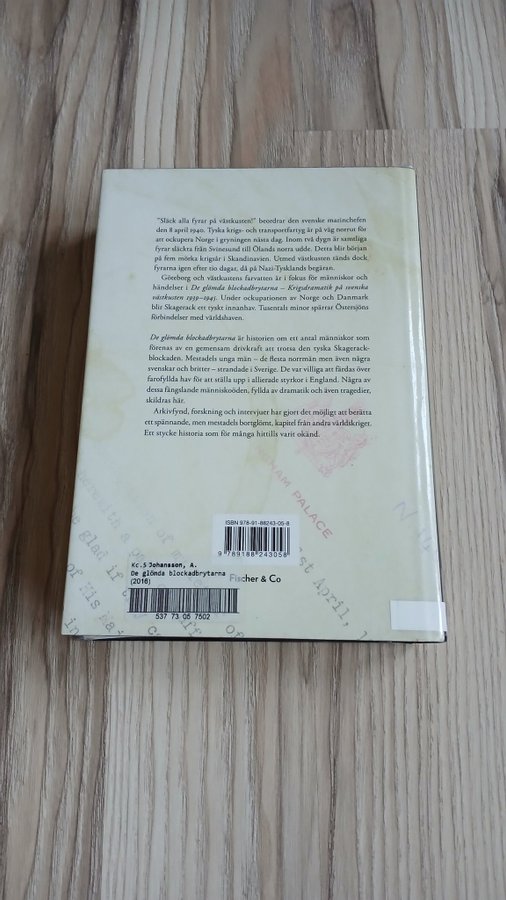 "Släck alla fyrar på västkusten!" beordrar den svenske marinchefen
den 8 april 1940. Tyska krigs- och transportfartyg är på väg norrut för
att ockupera Norge i gryningen nästa dag. Inom två dygn är samtliga
fyrar släckta från Svinesund till Ölands norra udde. Detta blir början
på fem mörka krigsår i Skandinavien. Utmed västkusten tänds dock
fyrarna igen efter tio dagar, då på Nazi-Tysklands begäran.
Göteborg och västkustens farvatten är i fokus för människor och
händelser i De glömda blockadbrytarna – Krigsdramatik på svenska
västkusten 1939–1945. Under ockupationen av Norge och Danmark
blir Skagerack ett tyskt innanhav. Tusentals minor spärrar Östersjöns
förbindelser med världshaven.
De glömda blockadbrytarna är historien om ett antal människor som
förenas av en gemensam drivkraft att trotsa den tyska Skagerack-
blockaden. Mestadels unga män – de flesta norrmän men även några
svenskar och britter – strandade i Sverige. De var villiga att färdas över
farofyllda hav för att ställa upp i allierade styrkor i England. Några av
dessa fängslande människoöden, fyllda av dramatik och även tragedier,
skildras här.
Arkivfynd, forskning och intervjuer har gjort det möjligt att berätta
ett spännande, men mestadels bortglömt, kapitel från andra världskriget.
Ett stycke historia som för många hittills varit okänd.
HAM PALACE
st April, 1
ISBN 978-91-88243-05-8
9 789188 243058
Fischer & Co
Kc.5 Johansson, A.
De glömda blockadbrytarna
(2016)
537 73 05 7502